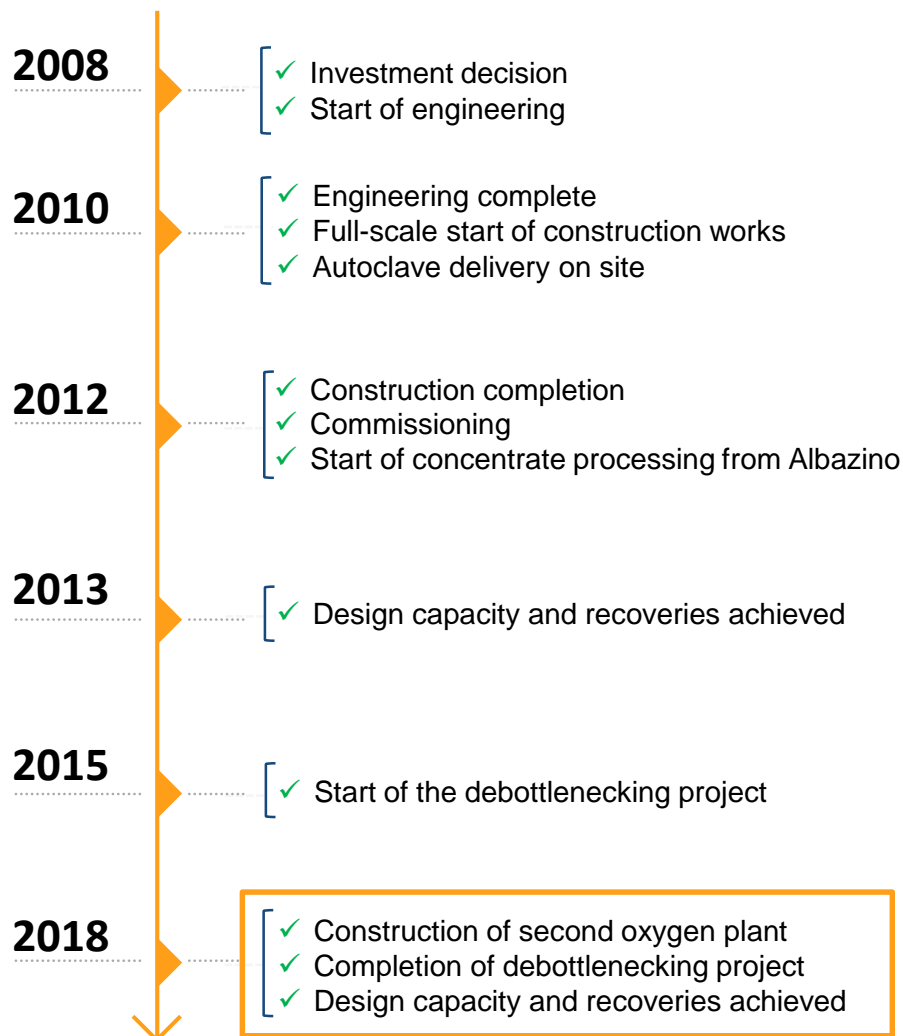 2008
✓ Investment decision
✓ Start of engineering
2010
✓ Engineering complete
✓ Full-scale start of construction works
✓ Autoclave delivery on site
2012
✓ Construction completion
✓ Commissioning
✓ Start of concentrate processing from Albazino
2013
✓ Design capacity and recoveries achieved
2015
✓ Start of the debottlenecking project
2018
✓ Construction of second oxygen plant
✓ Completion of debottlenecking project
✓ Design capacity and recoveries achieved